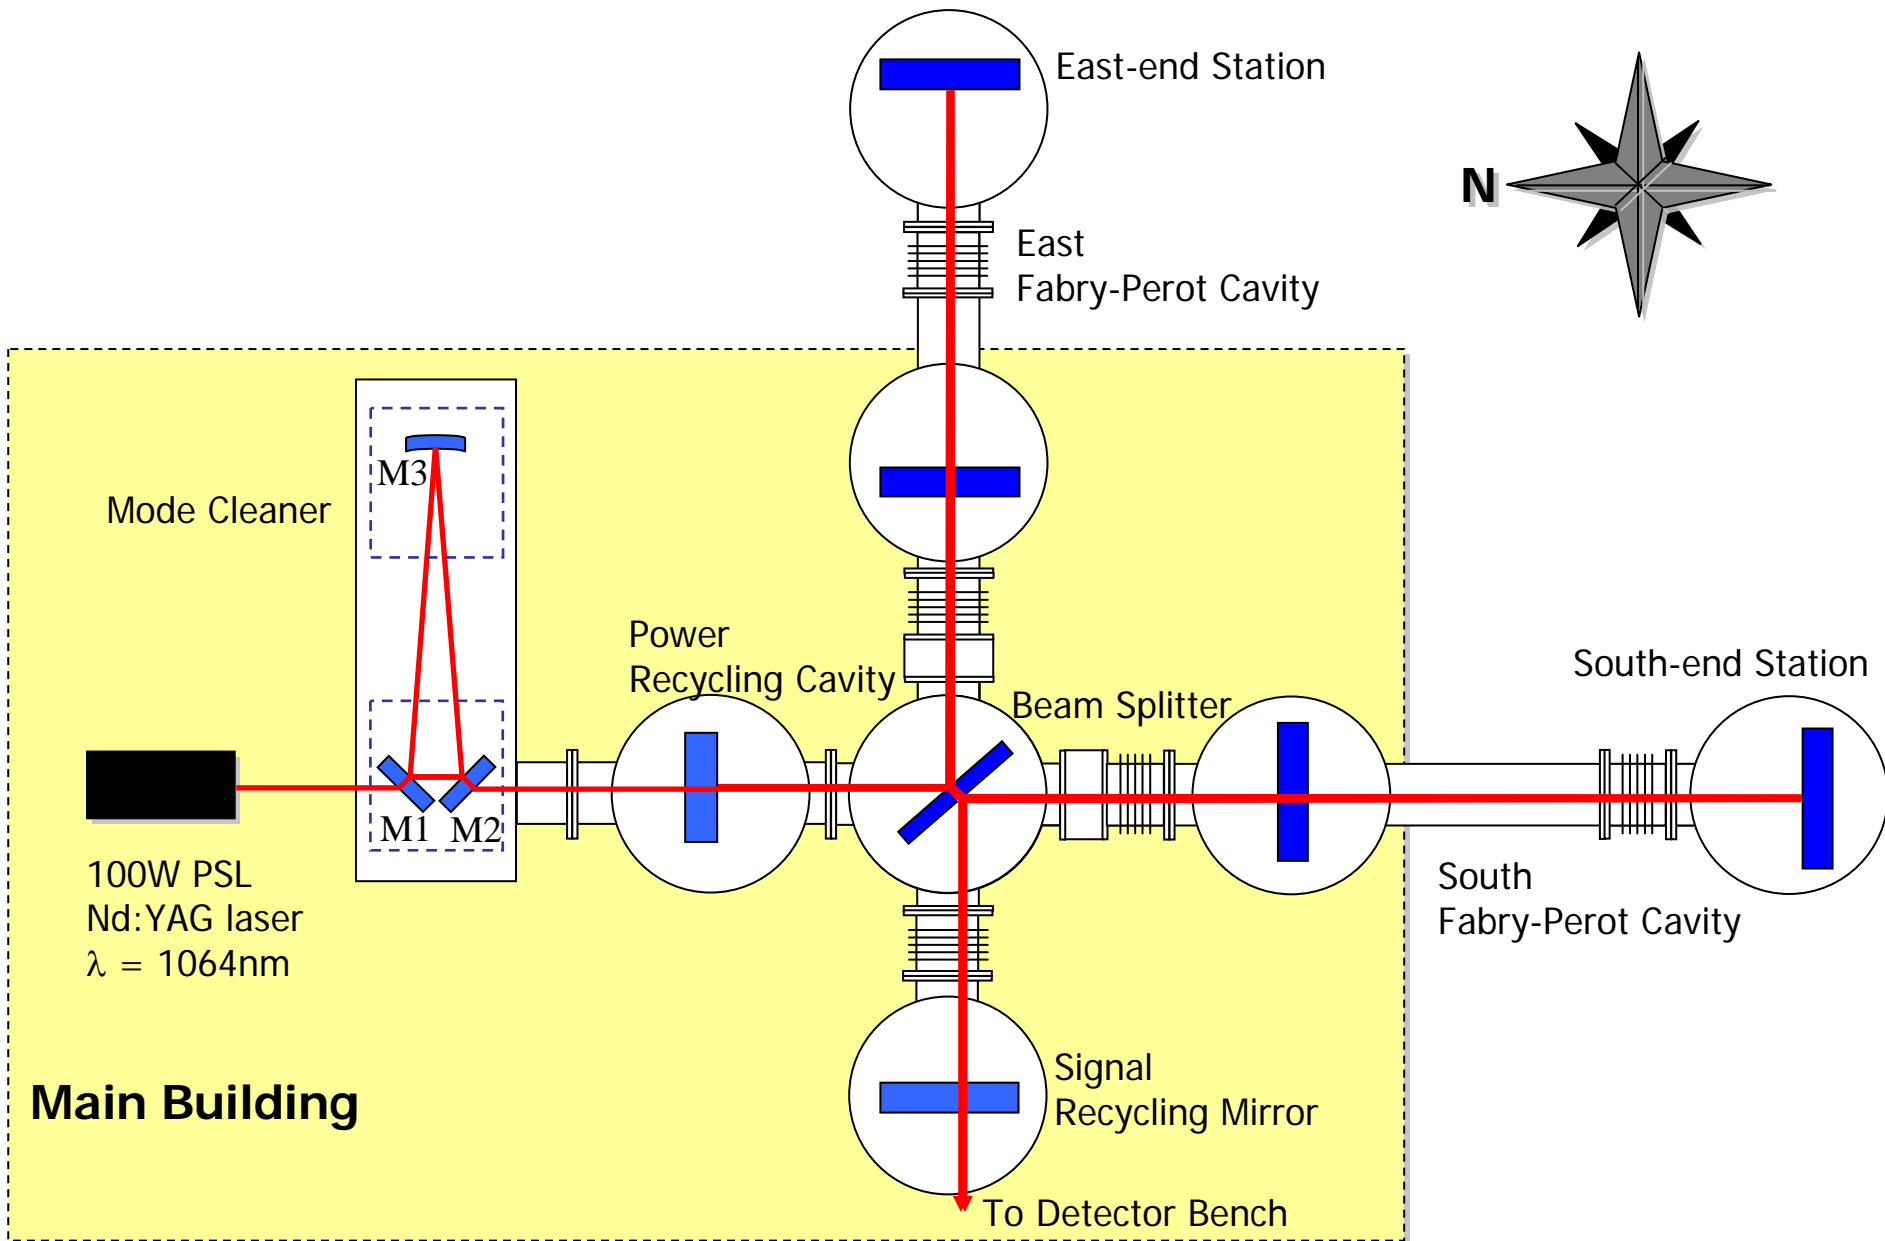 East-end Station
N
East
Fabry-Perot Cavity
M3
Mode Cleaner
Power
Recycling Cavity
Beam Splitter
South-end Station
M1
M2
100W PSL
Nd:YAG laser
λ = 1064nm
South
Fabry-Perot Cavity
Main Building
Signal
Recycling Mirror
To Detector Bench